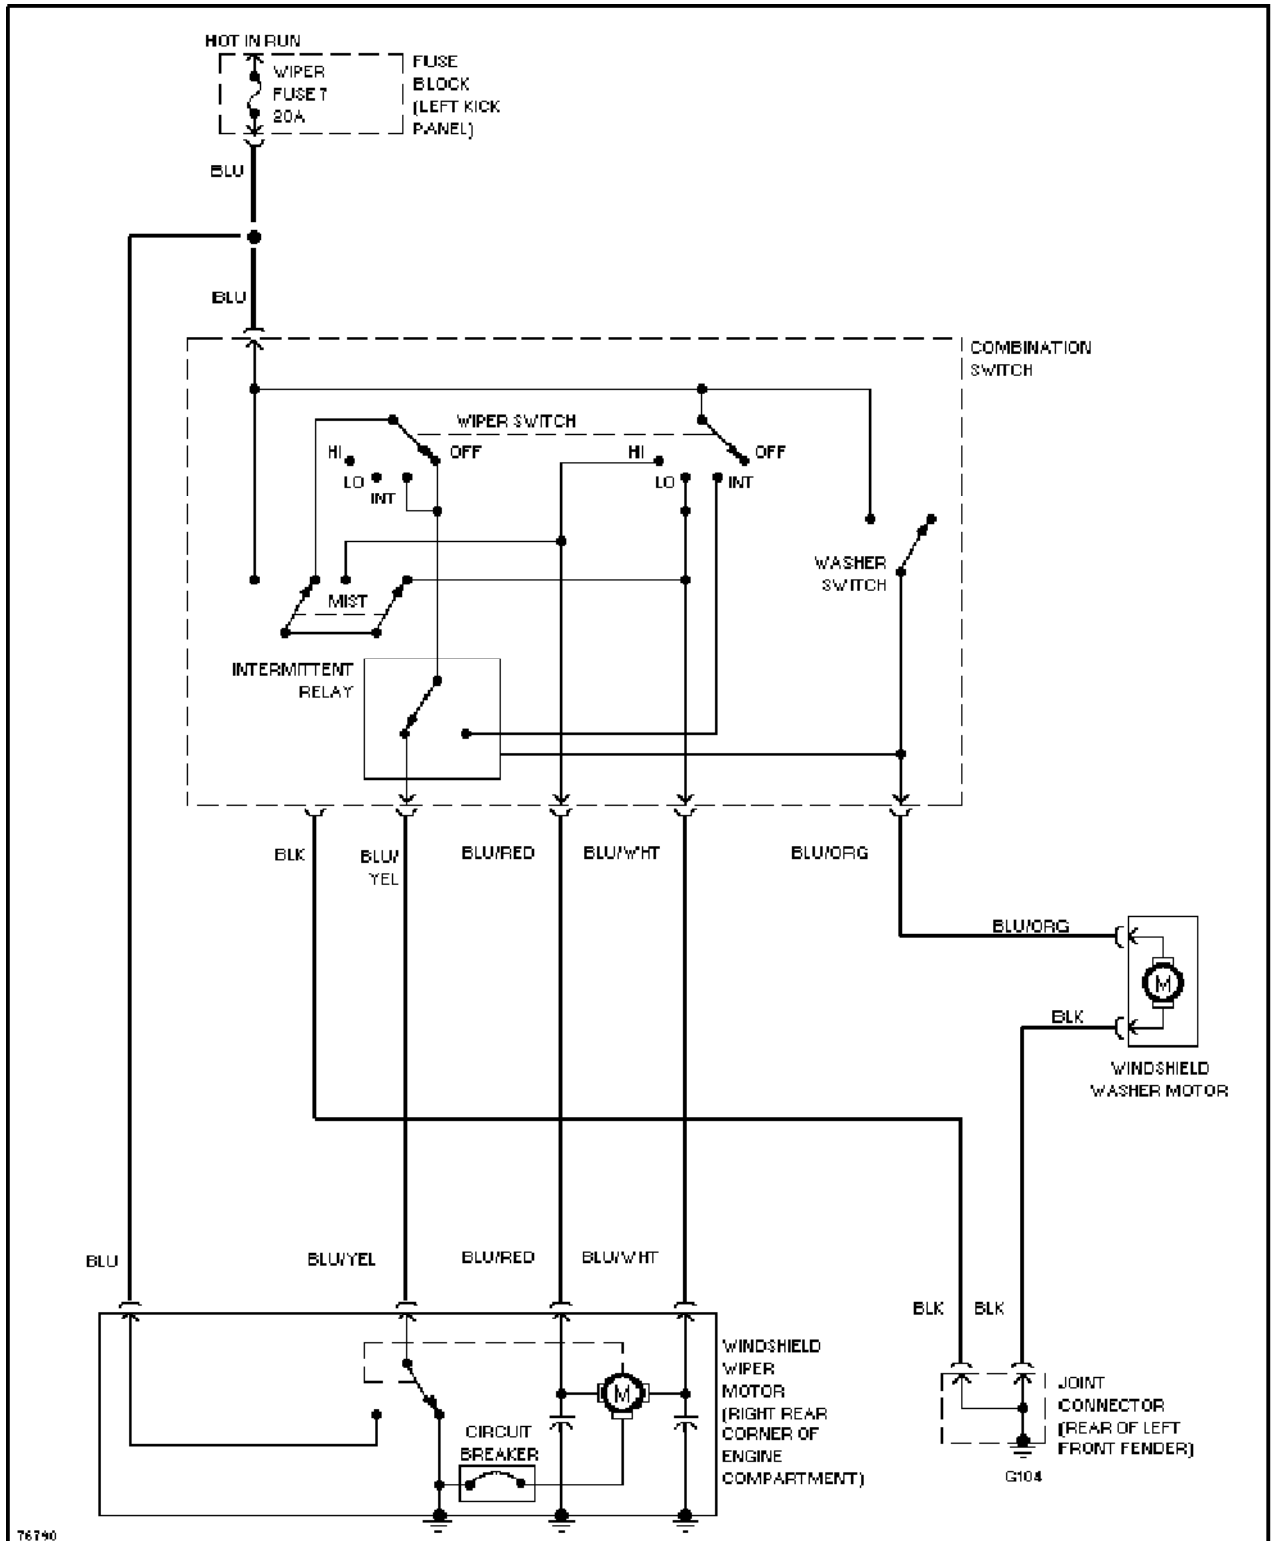 HOT IN RUN
WIPER
FUSE 7
20A
FUSE
BLOCK
(LEFT KICK
PANEL)
BLU
BLU
COMBINATION
SWITCH
WIPER SWITCH
HI
OFF
LO
INT
HI
OFF
LO
INT
WASHER
SWITCH
MIST
INTERMITTENT
RELAY
BLK
BLU/
YEL
BLU/RED
BLU/WHT
BLU/ORG
BLU/ORG
M
BLK
WINDSHIELD
WASHER MOTOR
BLU
BLU/YEL
BLU/RED
BLU/WHT
BLK
BLK
WINDSHIELD
WIPER
MOTOR
(RIGHT REAR
CORNER OF
ENGINE
COMPARTMENT)
M
CIRCUIT
BREAKER
JOINT
CONNECTOR
(REAR OF LEFT
FRONT FENDER)
G104
76790